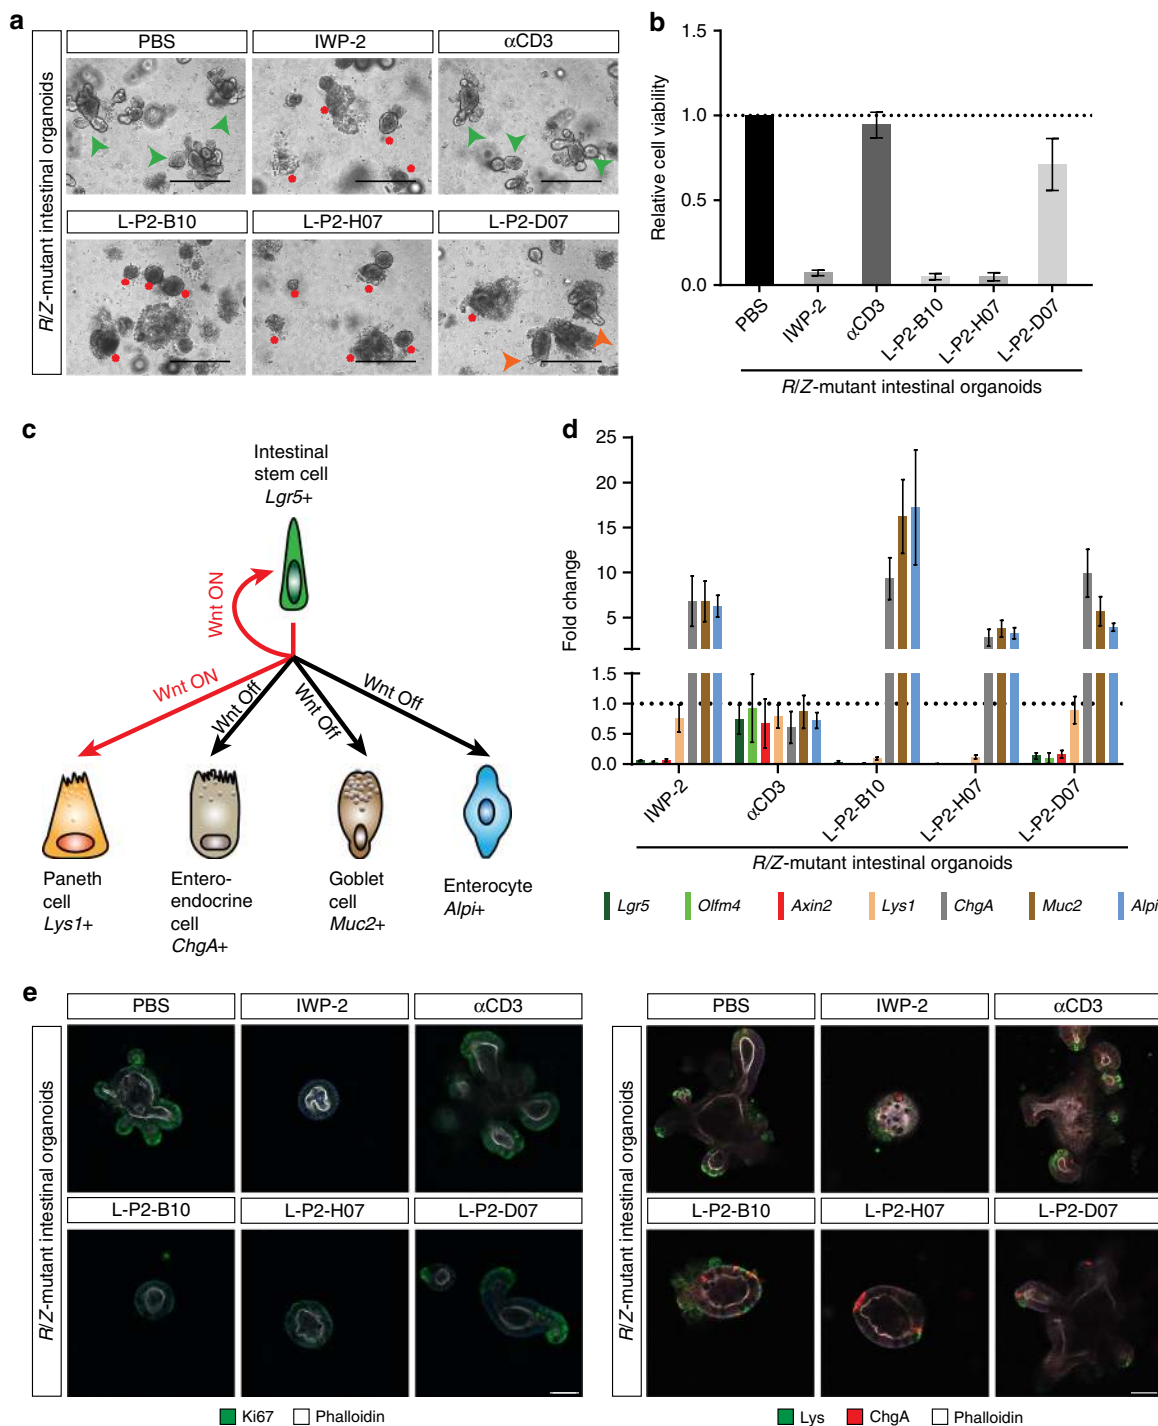 a
PBS
IWP-2
αCD3
R/Z-mutant intestinal organoids
L-P2-B10
L-P2-H07
L-P2-D07
b
1.5
1.0
0.5
0.0
Relative cell viability
PBS
IWP-2
αCD3
L-P2-B10
L-P2-H07
L-P2-D07
R/Z-mutant intestinal organoids
c
Intestinal
stem cell
Lgr5+
Wnt ON
Wnt ON
Wnt Off
Wnt Off
Wnt Off
Paneth
cell
Lys1+
Entero-
endocrine
cell
ChgA+
Goblet
cell
Muc2+
Enterocyte
Alpi+
d
25
20
15
10
5
1.5
1.0
0.5
0.0
Fold change
IWP-2
αCD3
L-P2-B10
L-P2-H07
L-P2-D07
R/Z-mutant intestinal organoids
Lgr5
Olfm4
Axin2
Lys1
ChgA
Muc2
Alpi
e
PBS
IWP-2
αCD3
R/Z-mutant intestinal organoids
L-P2-B10
L-P2-H07
L-P2-D07
Ki67
Phalloidin
PBS
IWP-2
αCD3
R/Z-mutant intestinal organoids
L-P2-B10
L-P2-H07
L-P2-D07
Lys
ChgA
Phalloidin